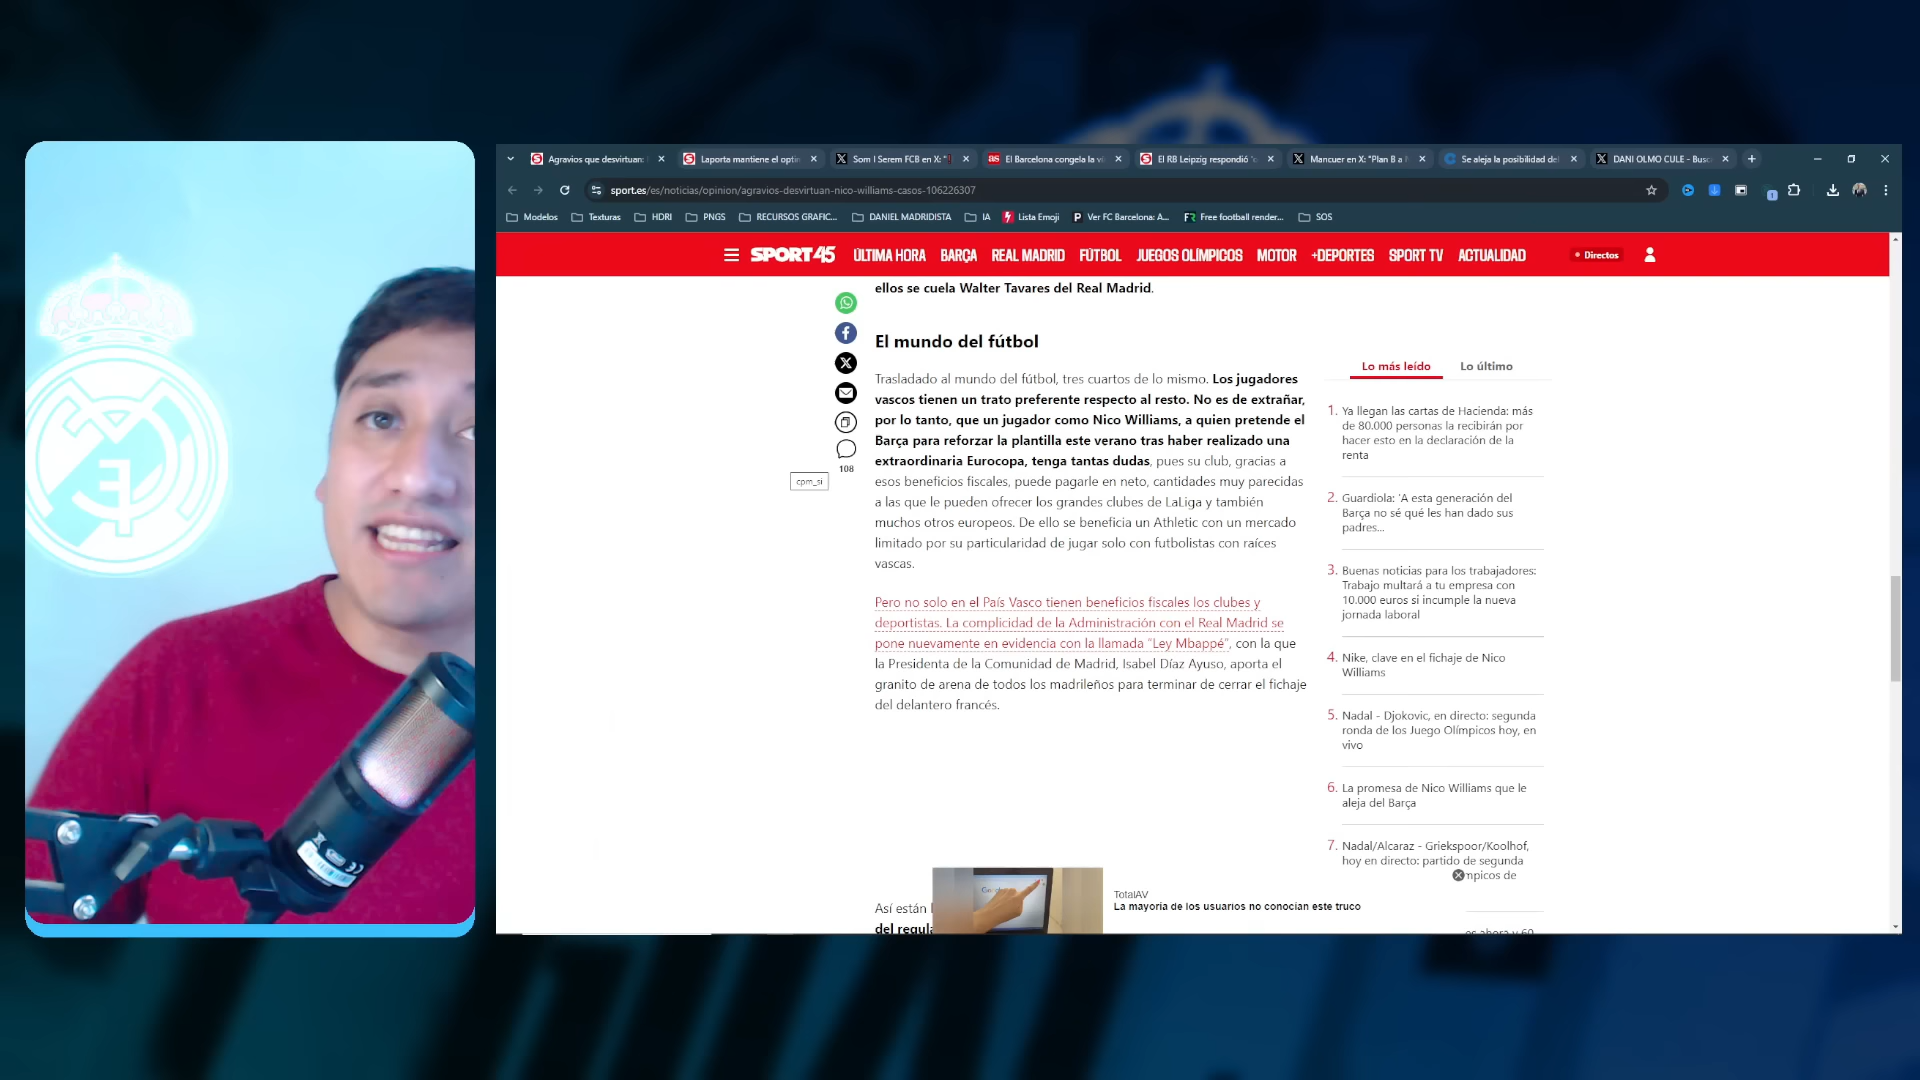 Agravios que desvirtuan:
Laporta mantiene el optim
Som I Serem FCB en X: "
El Barcelona congela la ví
El RB Leipzig respondió 'o
Mancuer en X: "Plan B a
Se aleja la posibilidad de
DANI OLMO CULE - Busc
sport.es/es/noticias/opinion/agravios-desvirtuan-nico-williams-casos-106226307
Modelos
Texturas
HDRI
PNGS
RECURSOS GRAFIC...
DANIEL MADRIDISTA
IA
Lista Emoji
Ver FC Barcelona: A...
Free football render...
SOS
SPORT 45
ÚLTIMA HORA
BARÇA
REAL MADRID
FÚTBOL
JUEGOS OLÍMPICOS
MOTOR
+DEPORTES
SPORT TV
ACTUALIDAD
Directos
ellos se cuela Walter Tavares del Real Madrid.
El mundo del fútbol
Trasladado al mundo del fútbol, tres cuartos de lo mismo. Los jugadores
vascos tienen un trato preferente respecto al resto. No es de extrañar,
por lo tanto, que un jugador como Nico Williams, a quien pretende el
Barça para reforzar la plantilla este verano tras haber realizado una
extraordinaria Eurocopa, tenga tantas dudas, pues su club, gracias a
esos beneficios fiscales, puede pagarle en neto, cantidades muy parecidas
a las que le pueden ofrecer los grandes clubes de LaLiga y también
muchos otros europeos. De ello se beneficia un Athletic con un mercado
limitado por su particularidad de jugar solo con futbolistas con raíces
vascas.
Pero no solo en el País Vasco tienen beneficios fiscales los clubes y
deportistas. La complicidad de la Administración con el Real Madrid se
pone nuevamente en evidencia con la llamada "Ley Mbappé", con la que
la Presidenta de la Comunidad de Madrid, Isabel Díaz Ayuso, aporta el
granito de arena de todos los madrileños para terminar de cerrar el fichaje
del delantero francés.
Así están
del regula
108
cpm_si
Lo más leído
Lo último
1. Ya llegan las cartas de Hacienda: más
de 80.000 personas la recibirán por
hacer esto en la declaración de la
renta
2. Guardiola: 'A esta generación del
Barça no sé qué les han dado sus
padres...
3. Buenas noticias para los trabajadores:
Trabajo multará a tu empresa con
10.000 euros si incumple la nueva
jornada laboral
4. Nike, clave en el fichaje de Nico
Williams
5. Nadal - Djokovic, en directo: segunda
ronda de los Juego Olímpicos hoy, en
vivo
6. La promesa de Nico Williams que le
aleja del Barça
7. Nadal/Alcaraz - Griekspoor/Koolhof,
hoy en directo: partido de segunda
mpicos de
es ahora y 60
TotalAV
La mayoría de los usuarios no conocían este truco